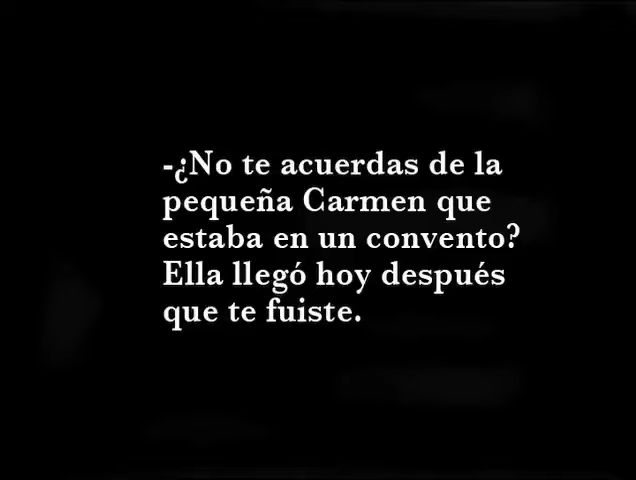 -¿No te acuerdas de la
pequeña Carmen que
estaba en un convento?
Ella llegó hoy después
que te fuiste.